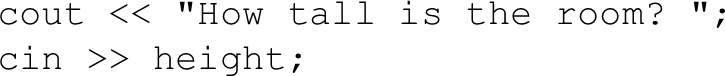 cout << "How tall is the room? ";
cin >> height;